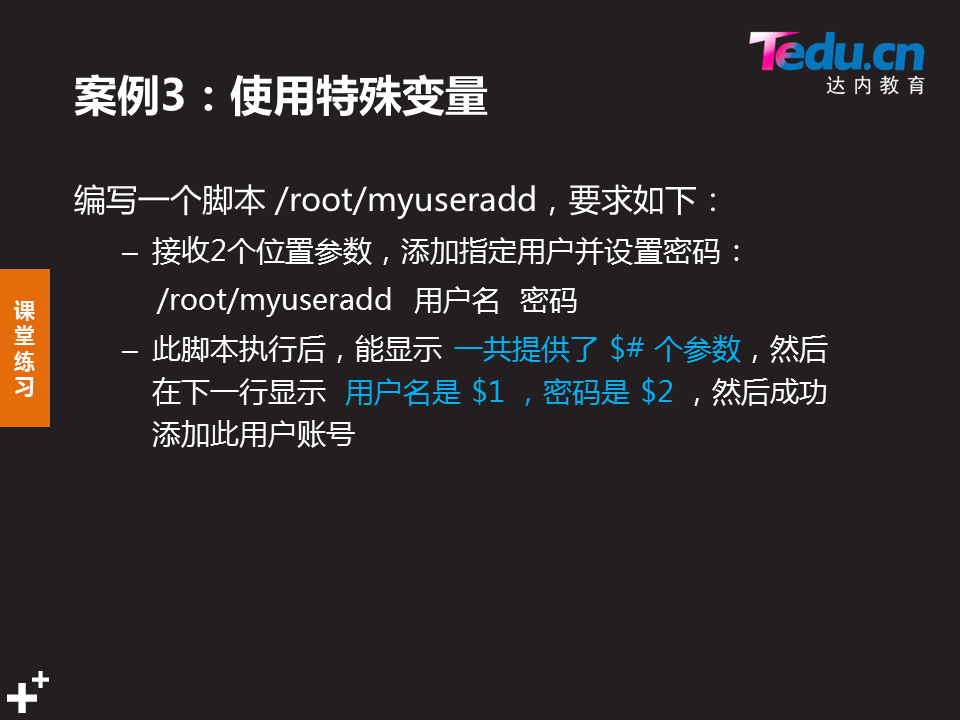 Tedu.cn
达内教育
案例3：使用特殊变量
编写一个脚本 /root/myuseradd，要求如下：
– 接收2个位置参数，添加指定用户并设置密码：
/root/myuseradd 用户名 密码
– 此脚本执行后，能显示 一共提供了 $# 个参数，然后
在下一行显示 用户名是 $1 ，密码是 $2 ，然后成功
添加此用户账号
课堂练习